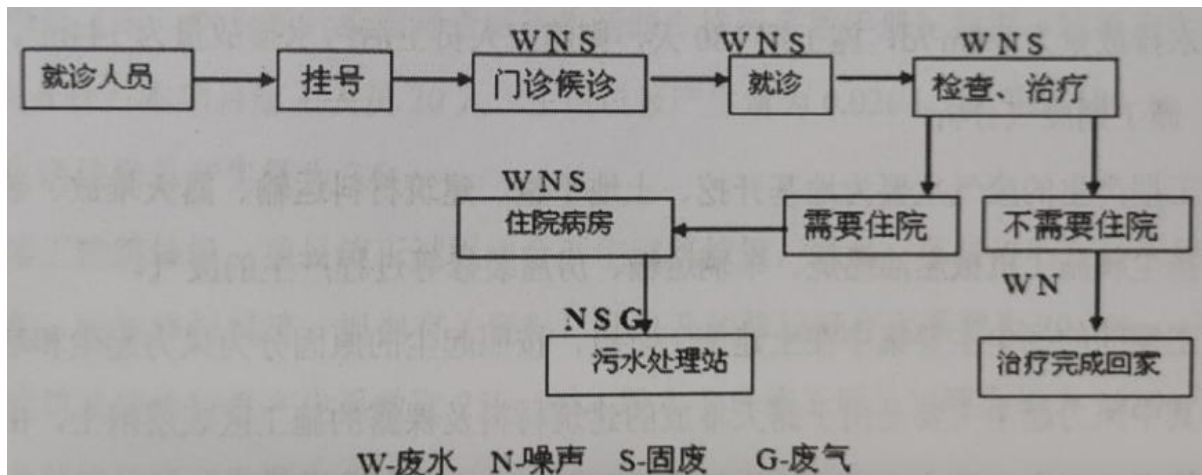 WNS WNS WNS
就诊人员 挂号 门诊候诊 就诊 检查、治疗
WNS
住院病房 需要住院 不需要住院
WN
NSG
污水处理站 治疗完成回家
W-废水 N-噪声 S-固废 G-废气